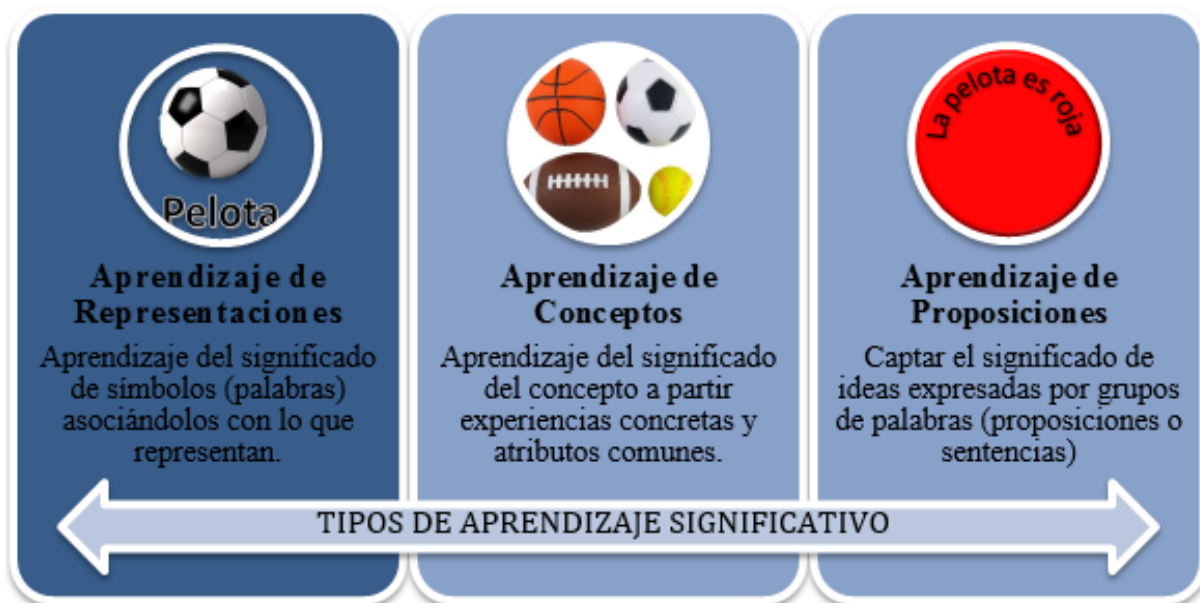 Pelota
Aprendizaje de
Representaciones
Aprendizaje del significado
de símbolos (palabras)
asociándolos con lo que
representan.
Aprendizaje de
Conceptos
Aprendizaje del significado
del concepto a partir
experiencias concretas y
atributos comunes.
La pelota es roja
Aprendizaje de
Proposiciones
Captar el significado de
ideas expresadas por grupos
de palabras (proposiciones o
sentencias)
TIPOS DE APRENDIZAJE SIGNIFICATIVO